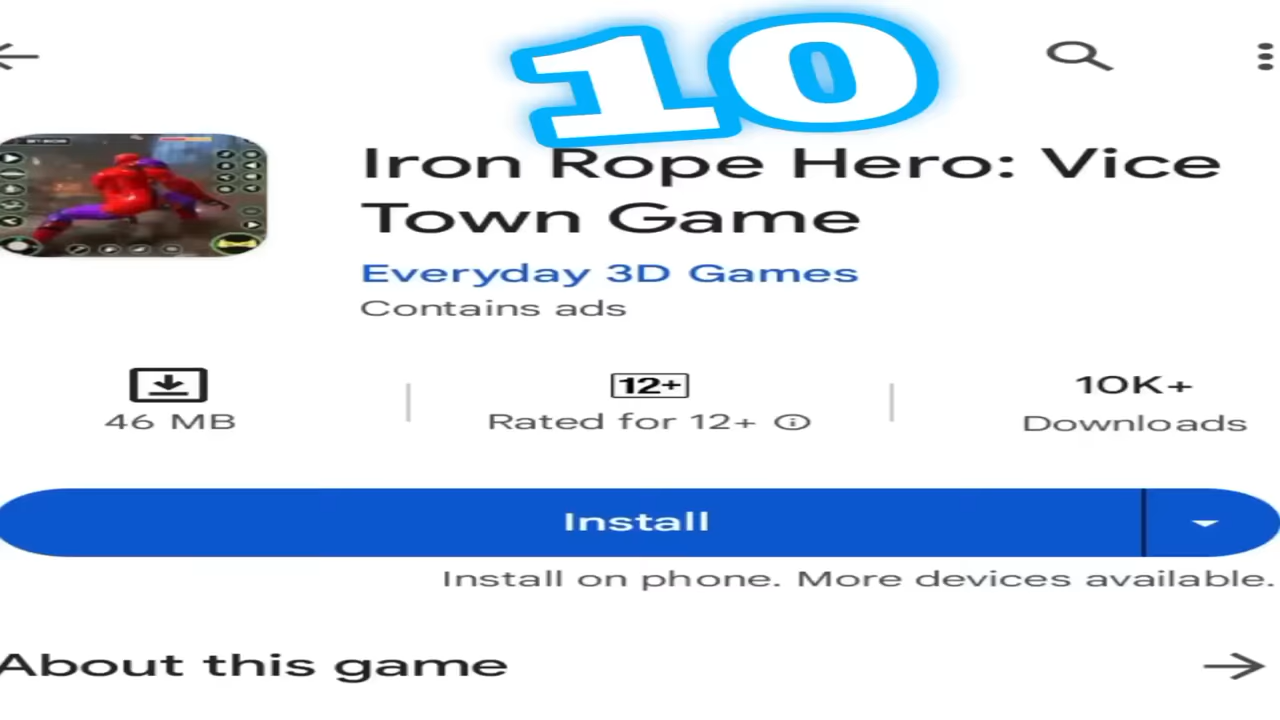 10
Iron Rope Hero: Vice
Town Game
Everyday 3D Games
Contains ads
46 MB
12+
Rated for 12+
10K+
Downloads
Install
Install on phone. More devices available.
About this game